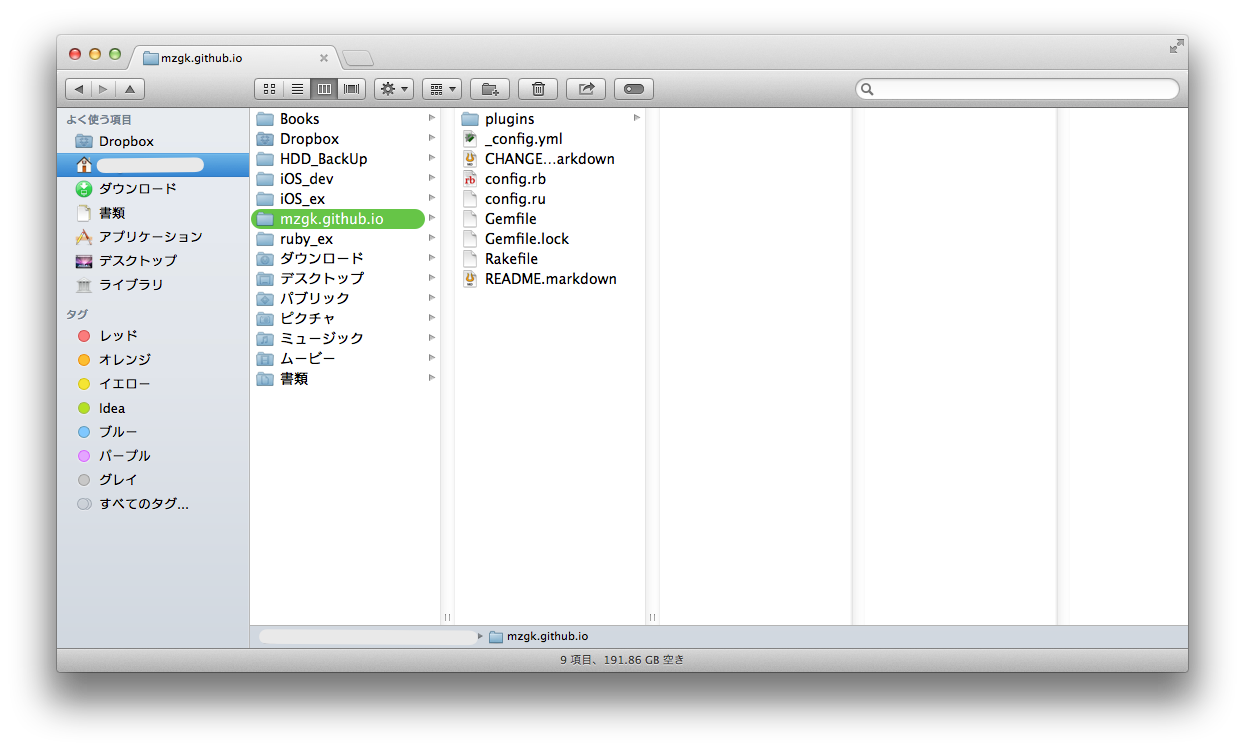 mzgk.github.io
よく使う項目
Dropbox
ダウンロード
書類
アプリケーション
デスクトップ
ライブラリ
タグ
レッド
オレンジ
イエロー
Idea
ブルー
パープル
グレイ
すべてのタグ...
Books
Dropbox
HDD_BackUp
iOS_dev
iOS_ex
mzgk.github.io
ruby_ex
ダウンロード
デスクトップ
パブリック
ピクチャ
ミュージック
ムービー
書類
plugins
_config.yml
CHANGE...arkdown
config.rb
config.ru
Gemfile
Gemfile.lock
Rakefile
README.markdown
mzgk.github.io
9 項目、191.86 GB 空き